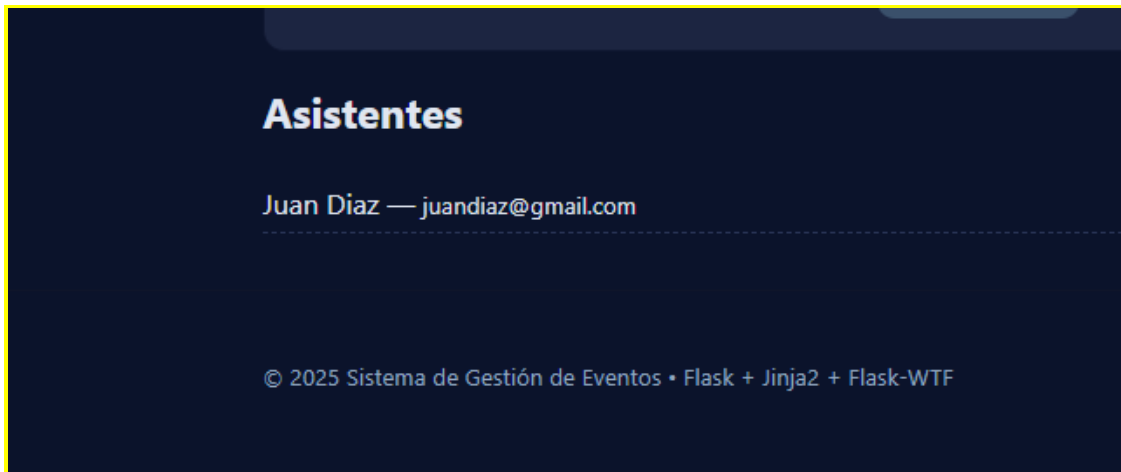 Asistentes
Juan Diaz — juandiaz@gmail.com
© 2025 Sistema de Gestión de Eventos • Flask + Jinja2 + Flask-WTF